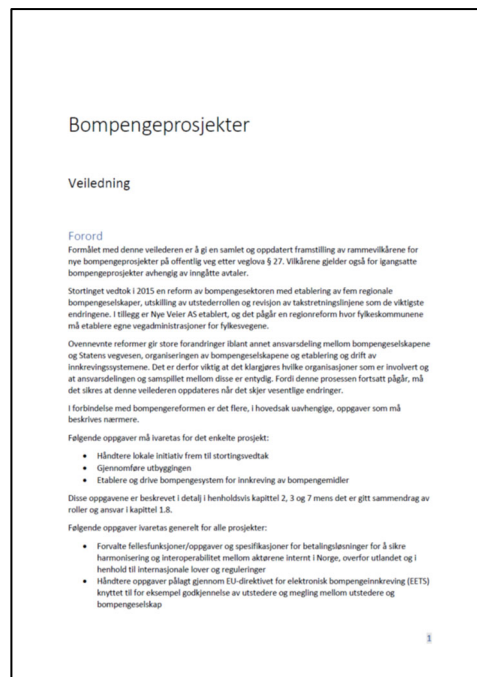 Bompengeprosjekter
Veiledning
Forord
Formålet med denne veilederen er å gi en samlet og oppdatert framstilling av rammevilkårene for
nye bompengeprosjekter på offentlig veg etter veglova § 27. Vilkårene gjelder også for igangsatte
bompengeprosjekter avhengig av inngåtte avtaler.
Stortinget vedtok i 2015 en reform av bompengesektoren med etablering av fem regionale
bompengeselskaper, utskilling av utstederrollen og revisjon av takstretningslinjene som de viktigste
endringene. I tillegg er Nye Veier AS etablert, og det pågår en regionreform hvor fylkeskommunene
må etablere egne vegadministrasjoner for fylkesvegene.
Ovennevnte reformer gir store forandringer iblant annet ansvarsdeling mellom bompengeselskapene
og Statens vegvesen, organiseringen av bompengeselskapene og etablering og drift av
innkrevingssystemene. Det er derfor viktig at det klargjøres hvilke organisasjoner som er involvert og
at ansvarsdelingen og samspillet mellom disse er entydig. Fordi denne prosessen fortsatt pågår, må
det sikres at denne veilederen oppdateres når det skjer vesentlige endringer.
I forbindelse med bompengereformen er det flere, i hovedsak uavhengige, oppgaver som må
beskrives nærmere.
Følgende oppgaver må ivaretas for det enkelte prosjekt:
• Håndtere lokale initiativ frem til stortingsvedtak
• Gjennomføre utbyggingen
• Etablere og drive bompengesystem for innkreving av bompengemidler
Disse oppgavene er beskrevet i detalj i henholdsvis kapittel 2, 3 og 7 mens det er gitt sammendrag av
roller og ansvar i kapittel 1.8.
Følgende oppgaver ivaretas generelt for alle prosjekter:
• Forvalte fellesfunksjoner/oppgaver og spesifikasjoner for betalingsløsninger for å sikre
harmonisering og interoperabilitet mellom aktørene internt i Norge, overfor utlandet og i
henhold til internasjonale lover og reguleringer
• Håndtere oppgaver pålagt gjennom EU-direktivet for elektronisk bompengeinnkreving (EETS)
knyttet til for eksempel godkjennelse av utstedere og megling mellom utstedere og
bompengeselskap
1